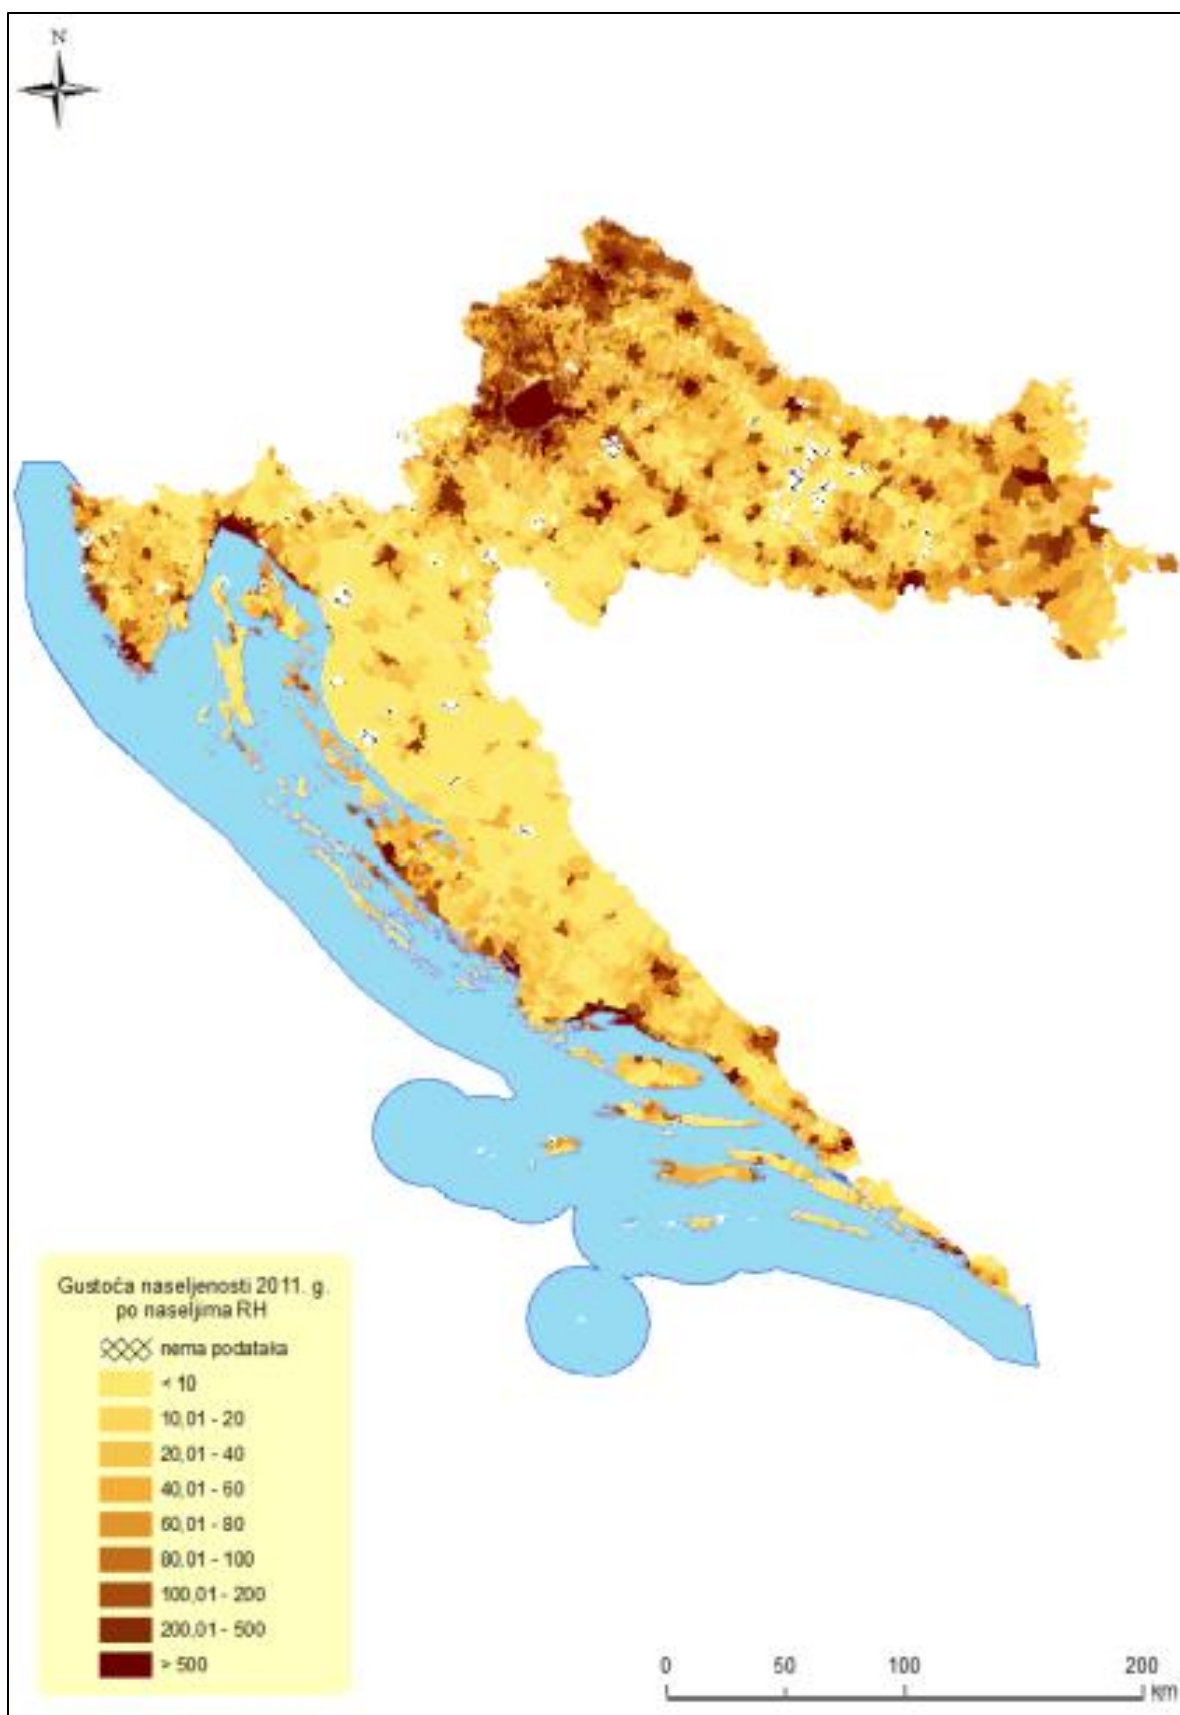 N
Gustoća naseljenosti 2011. g.
po naseljima RH
nema podataka
< 10
10,01 - 20
20,01 - 40
40,01 - 60
60,01 - 80
80,01 - 100
100,01 - 200
200,01 - 500
> 500
0 50 100 200
km